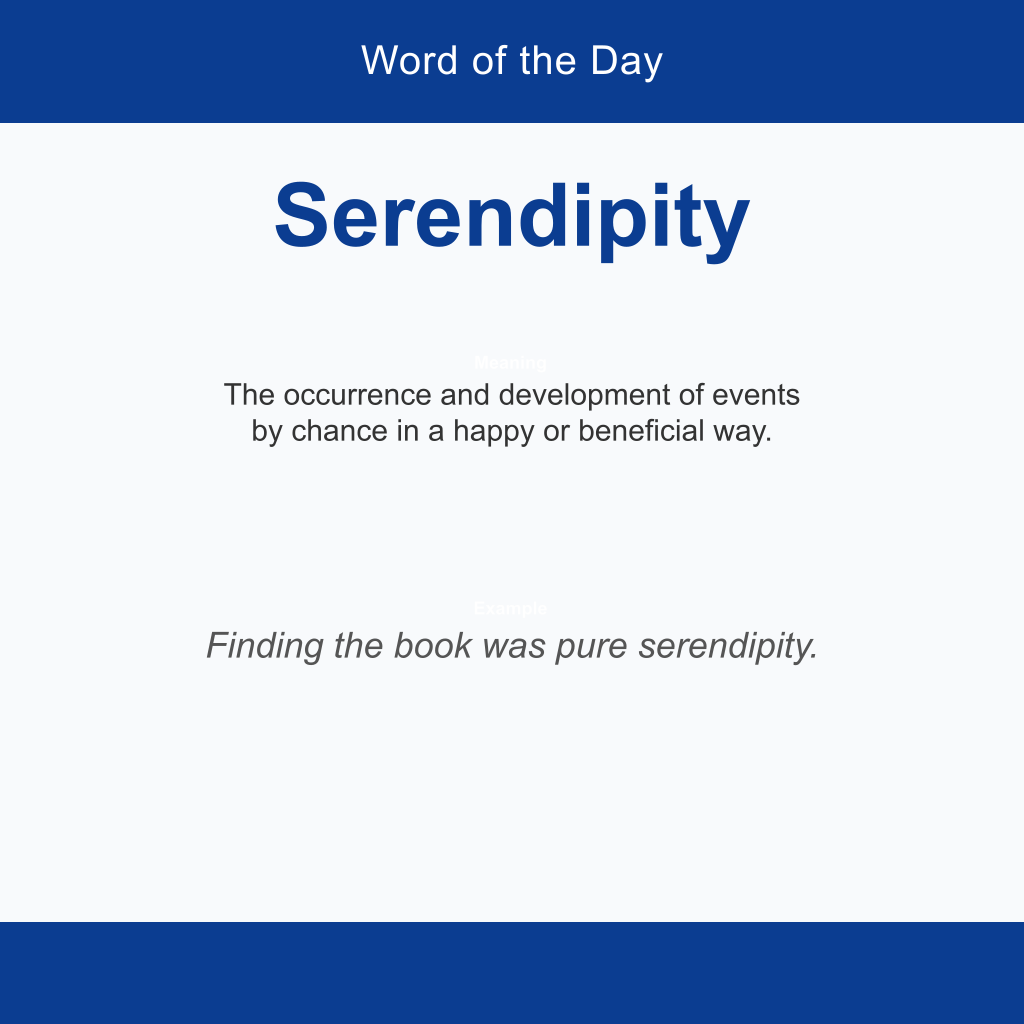 Word of the Day
Serendipity
Meaning
The occurrence and development of events
by chance in a happy or beneficial way.
Example
Finding the book was pure serendipity.